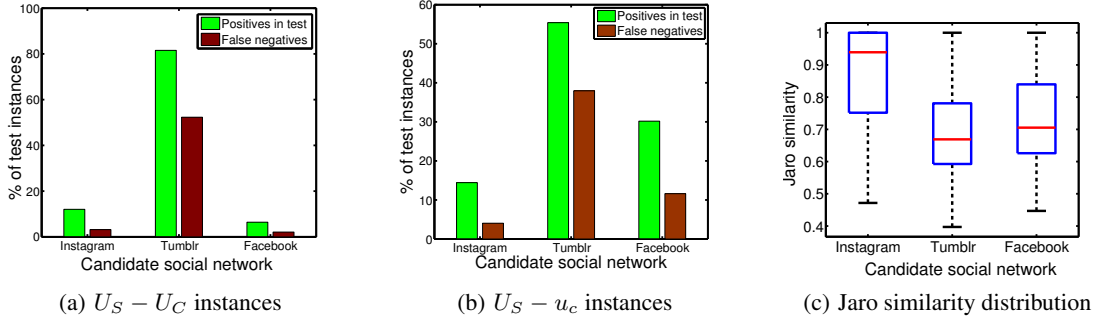 100
80
60
40
20
0
% of test instances
Positives in test
False negatives
Instagram Tumblr Facebook
Candidate social network
(a) U_S − U_C instances
60
50
40
30
20
10
0
% of test instances
Positives in test
False negatives
Instagram Tumblr Facebook
Candidate social network
(b) U_S − u_c instances
1
0.9
0.8
0.7
0.6
0.5
0.4
Jaro similarity
Instagram Tumblr Facebook
Candidate social network
(c) Jaro similarity distribution